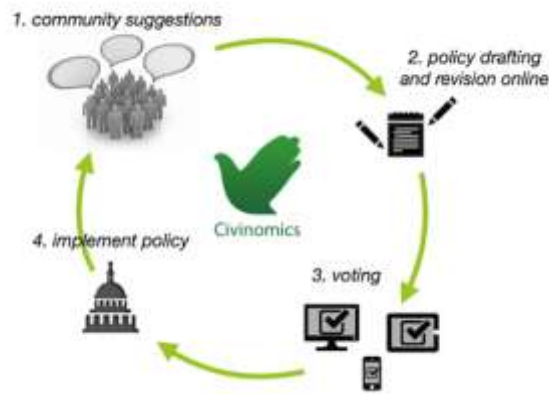 1. community suggestions
2. policy drafting
and revision online
Civinomics
4. implement policy
3. voting